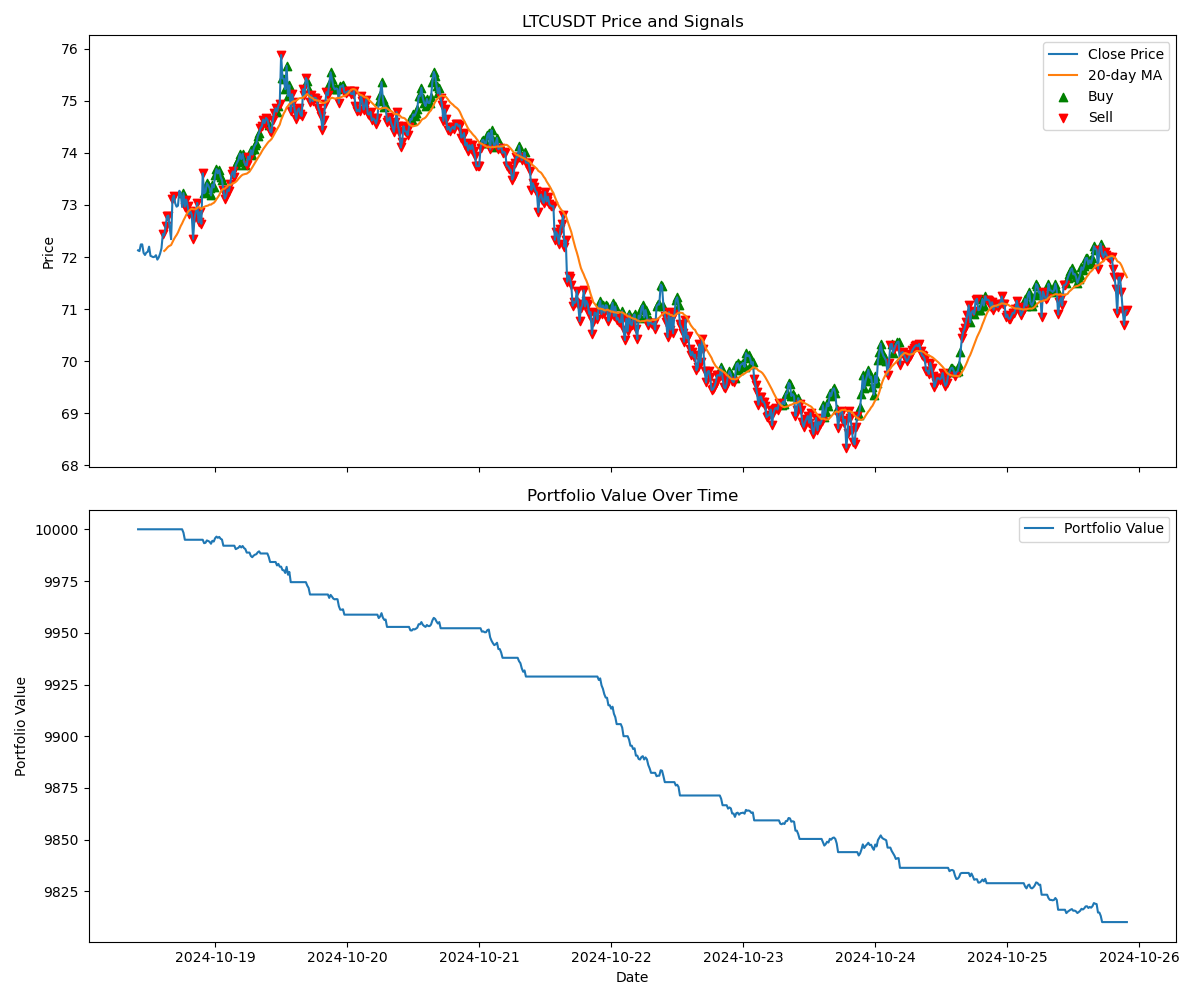 LTCUSDT Price and Signals
Price
76
75
74
73
72
71
70
69
68
Close Price
20-day MA
Buy
Sell
Portfolio Value Over Time
Portfolio Value
10000
9975
9950
9925
9900
9875
9850
9825
Portfolio Value
2024-10-19
2024-10-20
2024-10-21
2024-10-22
2024-10-23
2024-10-24
2024-10-25
2024-10-26
Date